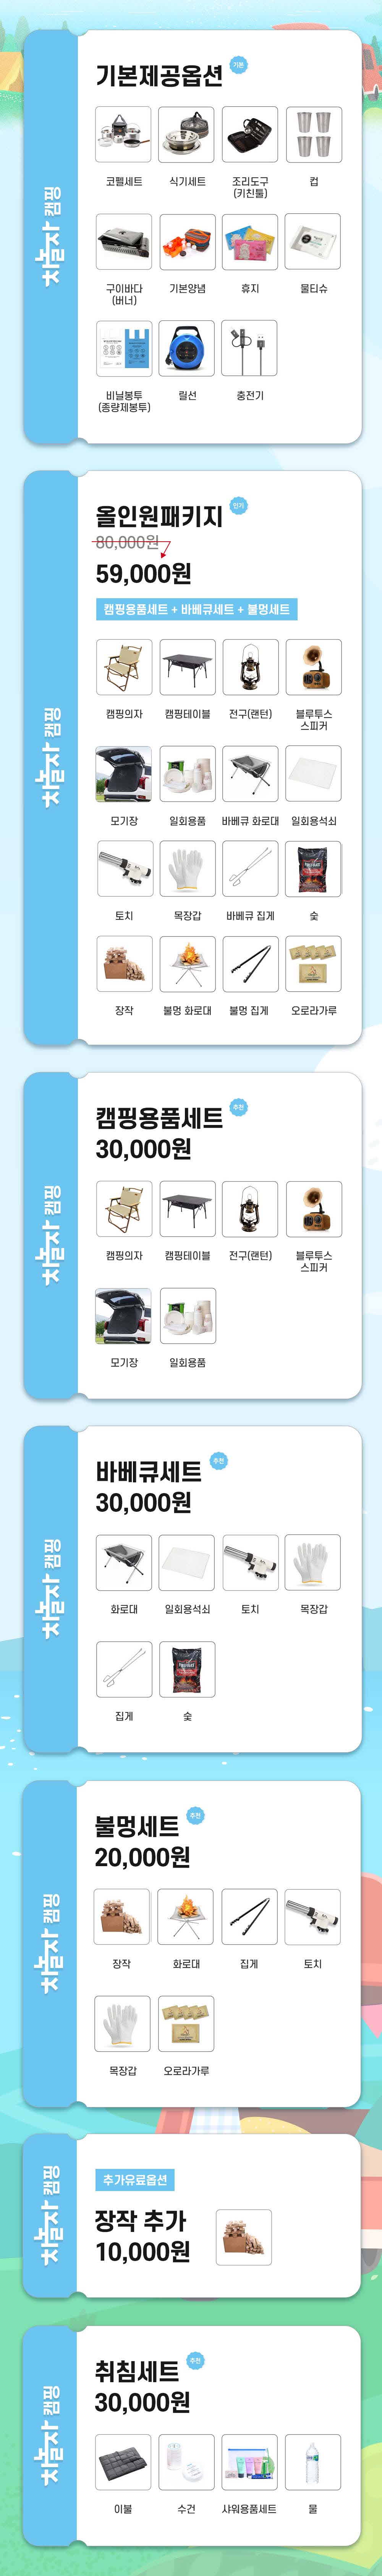 차놀자 캠핑
기본제공옵션
기본
코펠세트
식기세트
조리도구
(키친툴)
컵
구이바다
(버너)
기본양념
휴지
물티슈
비닐봉투
(종량제봉투)
릴선
충전기
차놀자 캠핑
올인원패키지
인기
80,000원
59,000원
캠핑용품세트 + 바베큐세트 + 불멍세트
캠핑의자
캠핑테이블
전구(랜턴)
블루투스
스피커
모기장
일회용품
바베큐 화로대
일회용석쇠
토치
목장갑
바베큐 집게
숯
장작
불멍 화로대
불멍 집게
오로라가루
차놀자 캠핑
캠핑용품세트
추천
30,000원
캠핑의자
캠핑테이블
전구(랜턴)
블루투스
스피커
모기장
일회용품
차놀자 캠핑
바베큐세트
추천
30,000원
화로대
일회용석쇠
토치
목장갑
집게
숯
차놀자 캠핑
불멍세트
추천
20,000원
장작
화로대
집게
토치
목장갑
오로라가루
차놀자 캠핑
추가유료옵션
장작 추가
10,000원
차놀자 캠핑
취침세트
추천
30,000원
이불
수건
샤워용품세트
물